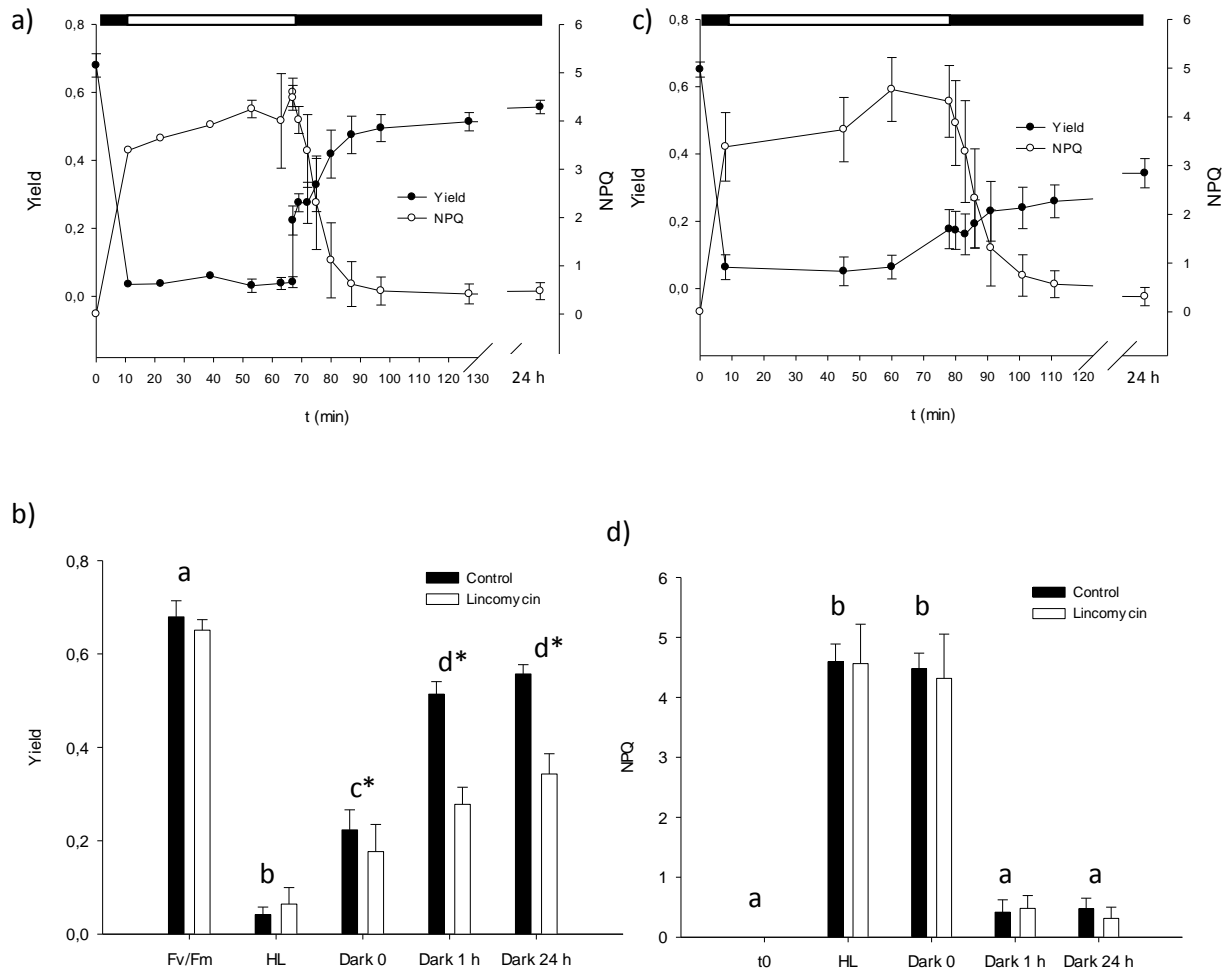 a)
0,8
0,6
0,4
0,2
0,0
Yield
6
5
4
3
2
1
0
NPQ
Yield
NPQ
0 10 20 30 40 50 60 70 80 90 100 110 120 130
24 h
t (min)
c)
0,8
0,6
0,4
0,2
0,0
Yield
6
5
4
3
2
1
0
NPQ
Yield
NPQ
0 10 20 30 40 50 60 70 80 90 100 110 120
24 h
t (min)
b)
0,8
0,6
0,4
0,2
0,0
Yield
Control
Lincomycin
a
b
c*
d*
d*
Fv/Fm HL Dark 0 Dark 1 h Dark 24 h
d)
6
5
4
3
2
1
0
NPQ
Control
Lincomycin
a
b
b
a
a
t0 HL Dark 0 Dark 1 h Dark 24 h